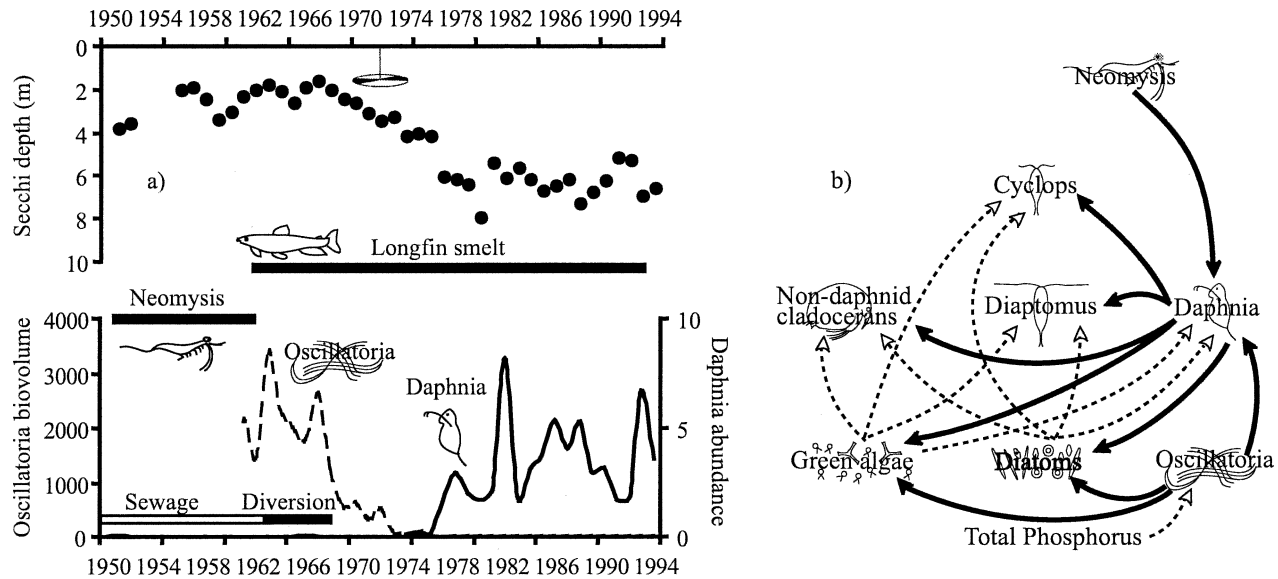 1950 1954 1958 1962 1966 1970 1974 1978 1982 1986 1990 1994
0
2
4
6
8
10
Secchi depth (m)
a)
Longfin smelt
Neomysis
4000
3000
2000
1000
0
Oscillatoria biovolume
Oscillatoria
Daphnia
Sewage Diversion
10
5
0
Daphnia abundance
1950 1954 1958 1962 1966 1970 1974 1978 1982 1986 1990 1994
b)
Neomysis
Cyclops
Non-daphnid
cladocerans
Diaptomus
Daphnia
Green algae
Diatoms
Oscillatoria
Total Phosphorus